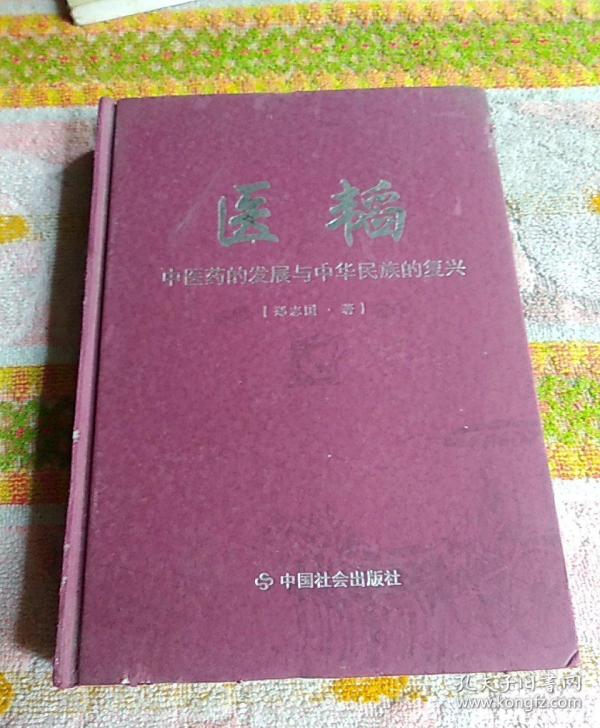 医韬
中医药的发展与中华民族的复兴
[郑志国·著]
中国社会出版社
孔夫子旧书网
www.kongfz.com